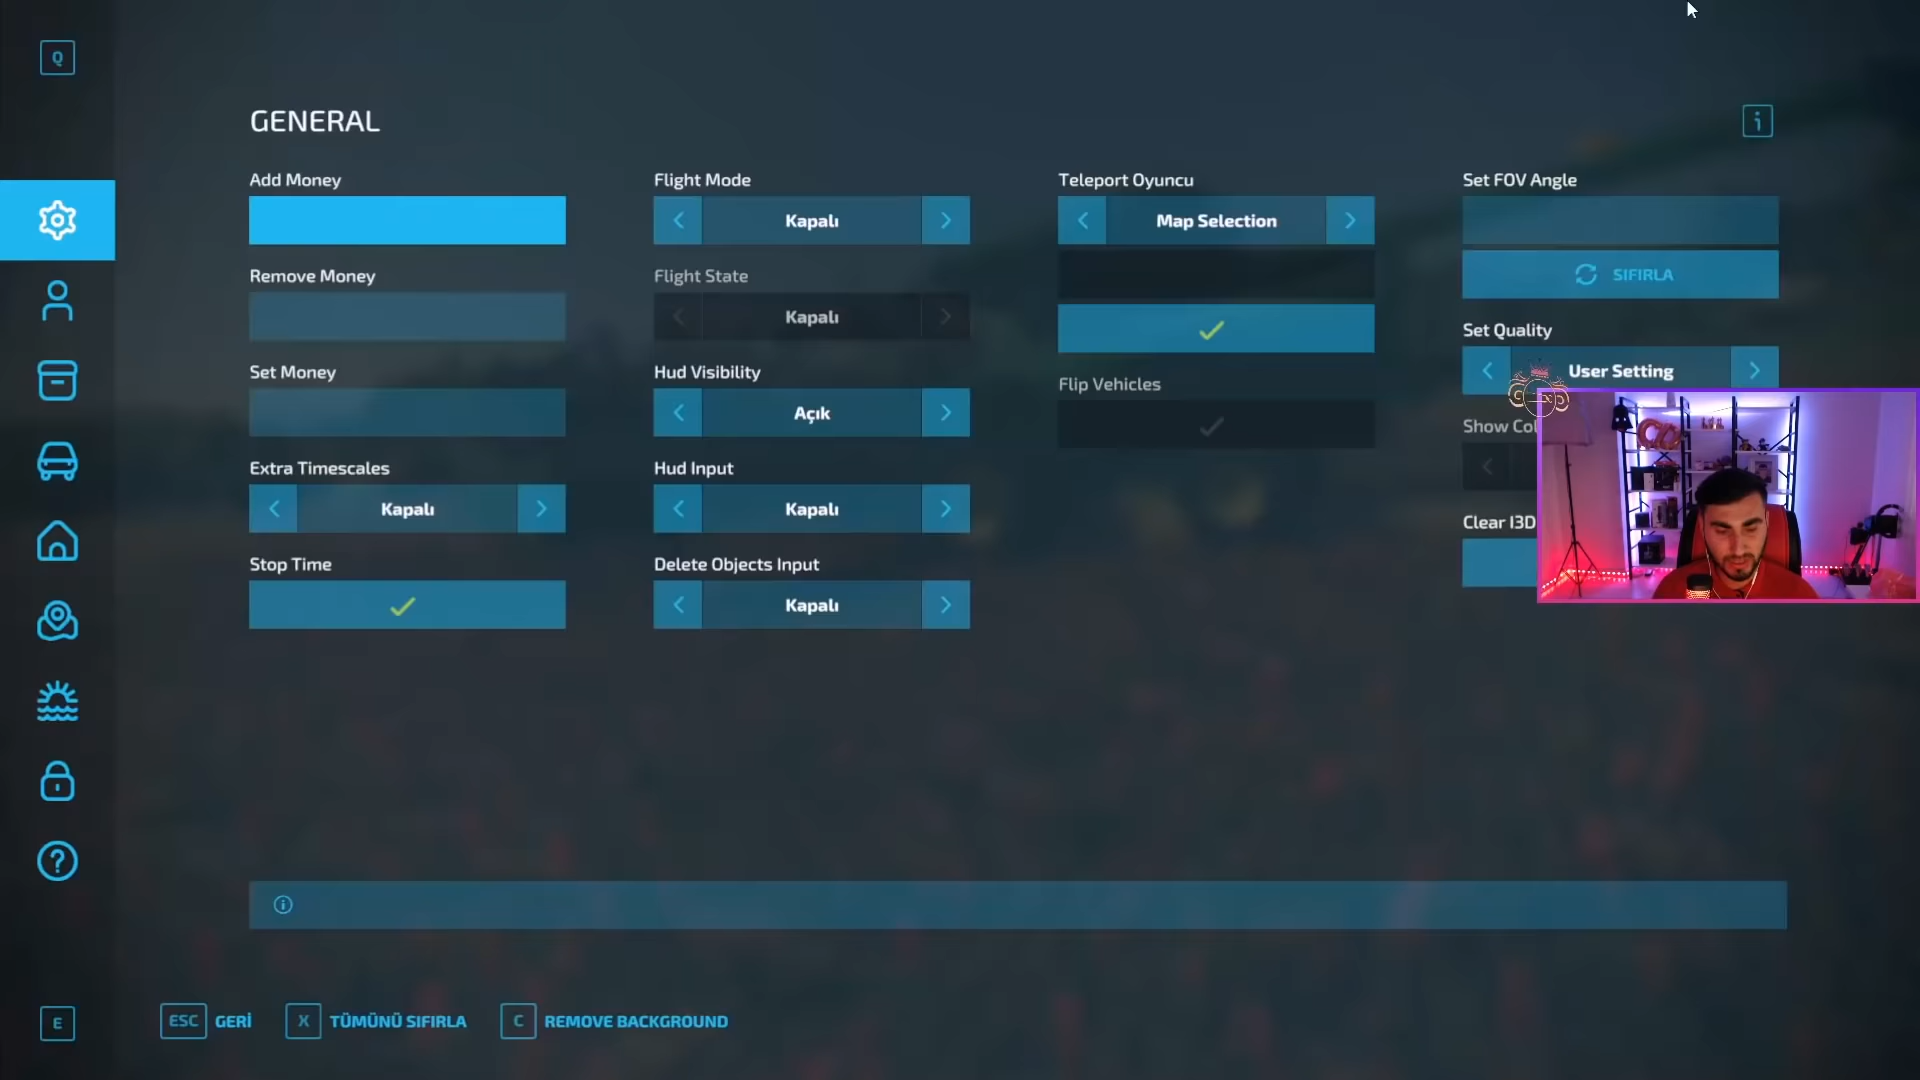 Q
GENERAL
Add Money
Remove Money
Set Money
Extra Timescales
Kapalı
Stop Time
Flight Mode
Kapalı
Flight State
Kapalı
Hud Visibility
Açık
Hud Input
Kapalı
Delete Objects Input
Kapalı
Teleport Oyuncu
Map Selection
Flip Vehicles
Set FOV Angle
SIFIRLA
Set Quality
User Setting
Show Col
Clear I3D
E
ESC GERİ X TÜMÜNÜ SIFIRLA C REMOVE BACKGROUND